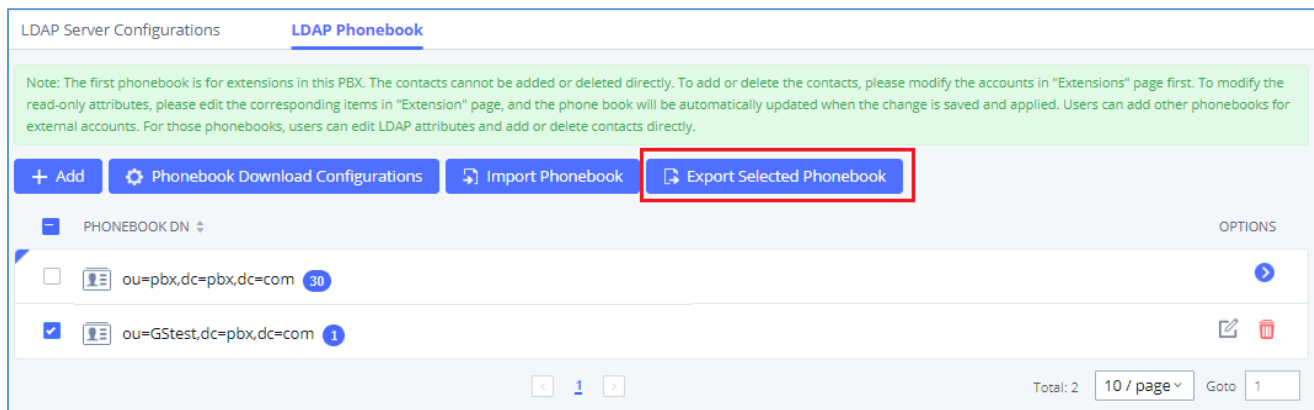 LDAP Server Configurations LDAP Phonebook
Note: The first phonebook is for extensions in this PBX. The contacts cannot be added or deleted directly. To add or delete the contacts, please modify the accounts in "Extensions" page first. To modify the
read-only attributes, please edit the corresponding items in "Extension" page, and the phone book will be automatically updated when the change is saved and applied. Users can add other phonebooks for
external accounts. For those phonebooks, users can edit LDAP attributes and add or delete contacts directly.
+ Add Phonebook Download Configurations Import Phonebook Export Selected Phonebook
PHONEBOOK DN OPTIONS
ou=pbx,dc=pbx,dc=com 30
ou=GStest,dc=pbx,dc=com 1
< 1 > Total: 2 10 / page Goto 1